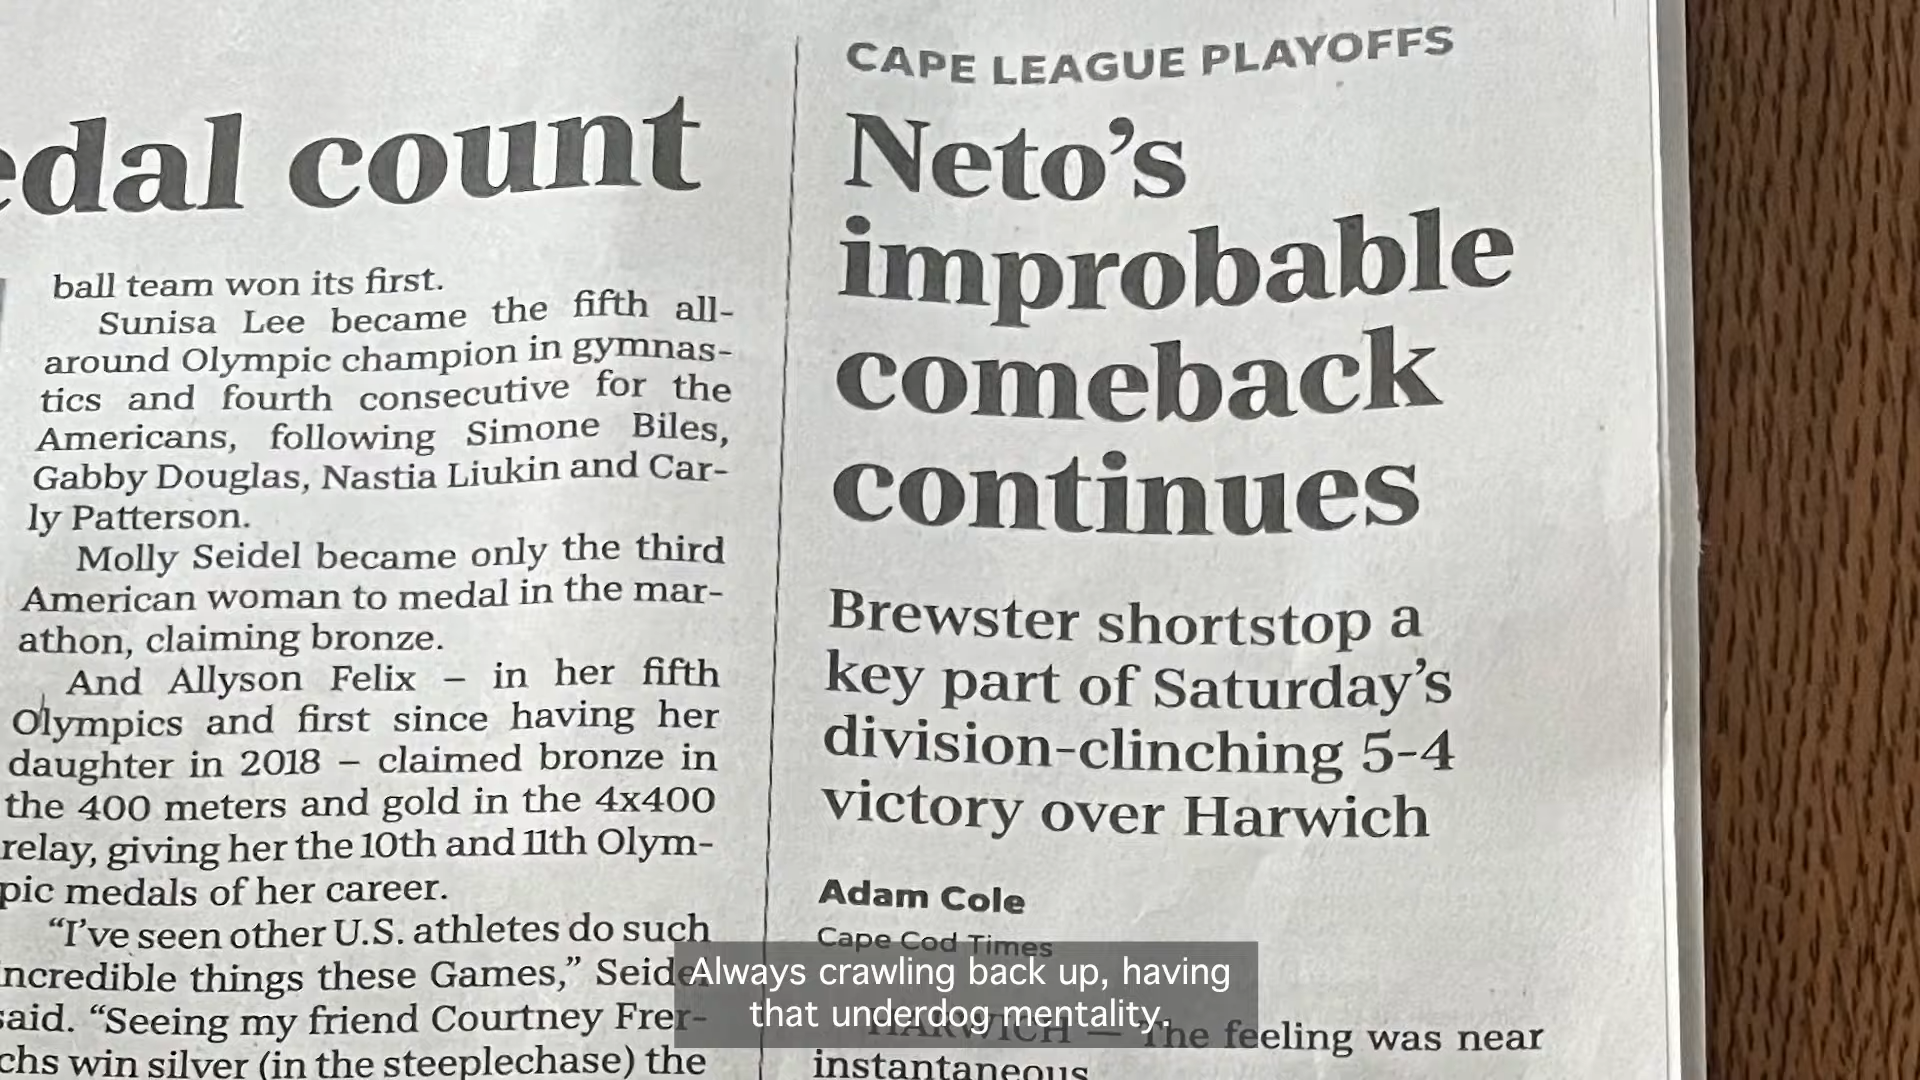 edal count
ball team won its first.
Sunisa Lee became the fifth all-
around Olympic champion in gymnas-
tics and fourth consecutive for the
Americans, following Simone Biles,
Gabby Douglas, Nastia Liukin and Car-
ly Patterson.
Molly Seidel became only the third
American woman to medal in the mar-
athon, claiming bronze.
And Allyson Felix – in her fifth
Olympics and first since having her
daughter in 2018 – claimed bronze in
the 400 meters and gold in the 4x400
relay, giving her the 10th and 11th Olym-
pic medals of her career.
“I’ve seen other U.S. athletes do such
ncredible things these Games,” Seidel
said. “Seeing my friend Courtney Frer-
chs win silver (in the steeplechase) the
CAPE LEAGUE PLAYOFFS
Neto’s
improbable
comeback
continues
Brewster shortstop a
key part of Saturday’s
division-clinching 5-4
victory over Harwich
Adam Cole
Cape Cod Times
HARWICH — The feeling was near
instantaneous
Always crawling back up, having
that underdog mentality.